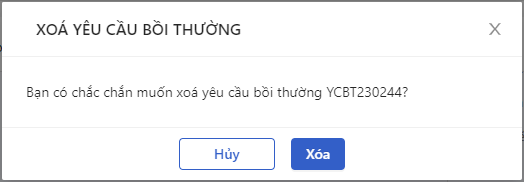 XOÁ YÊU CẦU BỒI THƯỜNG
Bạn có chắc chắn muốn xoá yêu cầu bồi thường YCBT230244?
Hủy
Xóa